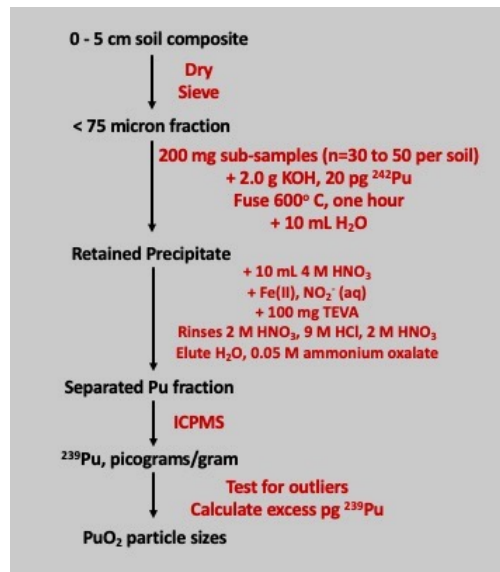 0 - 5 cm soil composite
Dry
Sieve
< 75 micron fraction
200 mg sub-samples (n=30 to 50 per soil)
+ 2.0 g KOH, 20 pg ²⁴²Pu
Fuse 600º C, one hour
+ 10 mL H₂O
Retained Precipitate
+ 10 mL 4 M HNO₃
+ Fe(II), NO₂⁻ (aq)
+ 100 mg TEVA
Rinses 2 M HNO₃, 9 M HCl, 2 M HNO₃
Elute H₂O, 0.05 M ammonium oxalate
Separated Pu fraction
ICPMS
²³⁹Pu, picograms/gram
Test for outliers
Calculate excess pg ²³⁹Pu
PuO₂ particle sizes